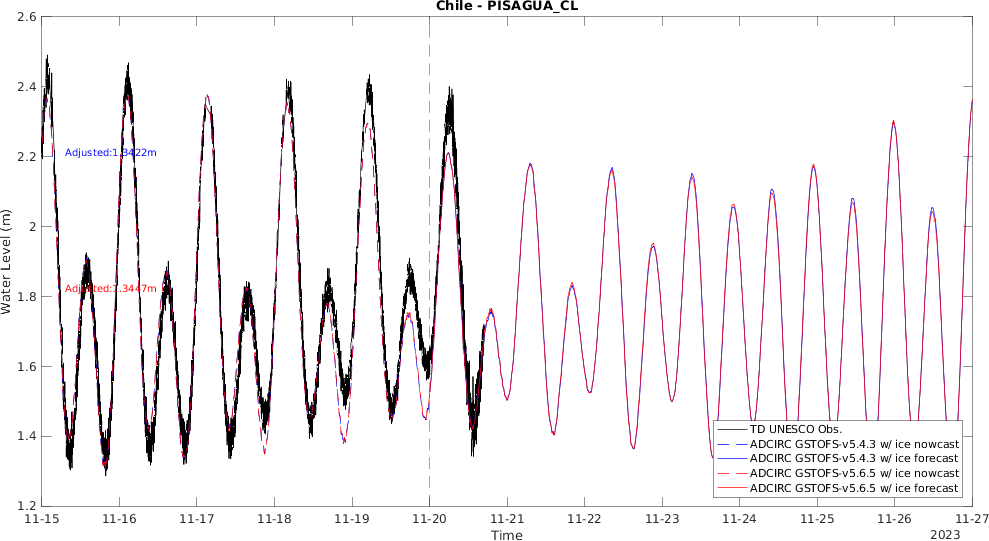 Chile - PISAGUA_CL
2.6
2.4
2.2
2
1.8
1.6
1.4
1.2
Water Level (m)
Adjusted:1.3422m
Adjusted:1.3447m
TD UNESCO Obs.
ADCIRC GSTOFS-v5.4.3 w/ ice nowcast
ADCIRC GSTOFS-v5.4.3 w/ ice forecast
ADCIRC GSTOFS-v5.6.5 w/ ice nowcast
ADCIRC GSTOFS-v5.6.5 w/ ice forecast
11-15 11-16 11-17 11-18 11-19 11-20 11-21 11-22 11-23 11-24 11-25 11-26 11-27
Time
2023